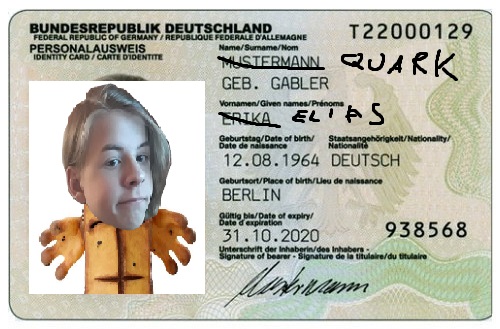 BUNDESREPUBLIK DEUTSCHLAND
FEDERAL REPUBLIC OF GERMANY / REPUBLIQUE FEDERALE D'ALLEMAGNE
PERSONALAUSWEIS
IDENTITY CARD / CARTE D'IDENTITE
T22000129
Name/Surname/Nom
MUSTERMANN QUARK
GEB. GABLER
Vornamen/Given names/Prénoms
ERIKA ELIAS
Geburtstag/Date of birth/ Staatsangehörigkeit/Nationality/
Date de naissance Nationalité
12.08.1964 DEUTSCH
Geburtsort/Place of birth/Lieu de naissance
BERLIN
Gültig bis/Date of expiry/
Date d'expiration
31.10.2020 938568
Unterschrift der Inhaberin/des Inhabers -
Signature of bearer - Signature de la titulaire/du titulaire
Mustermann